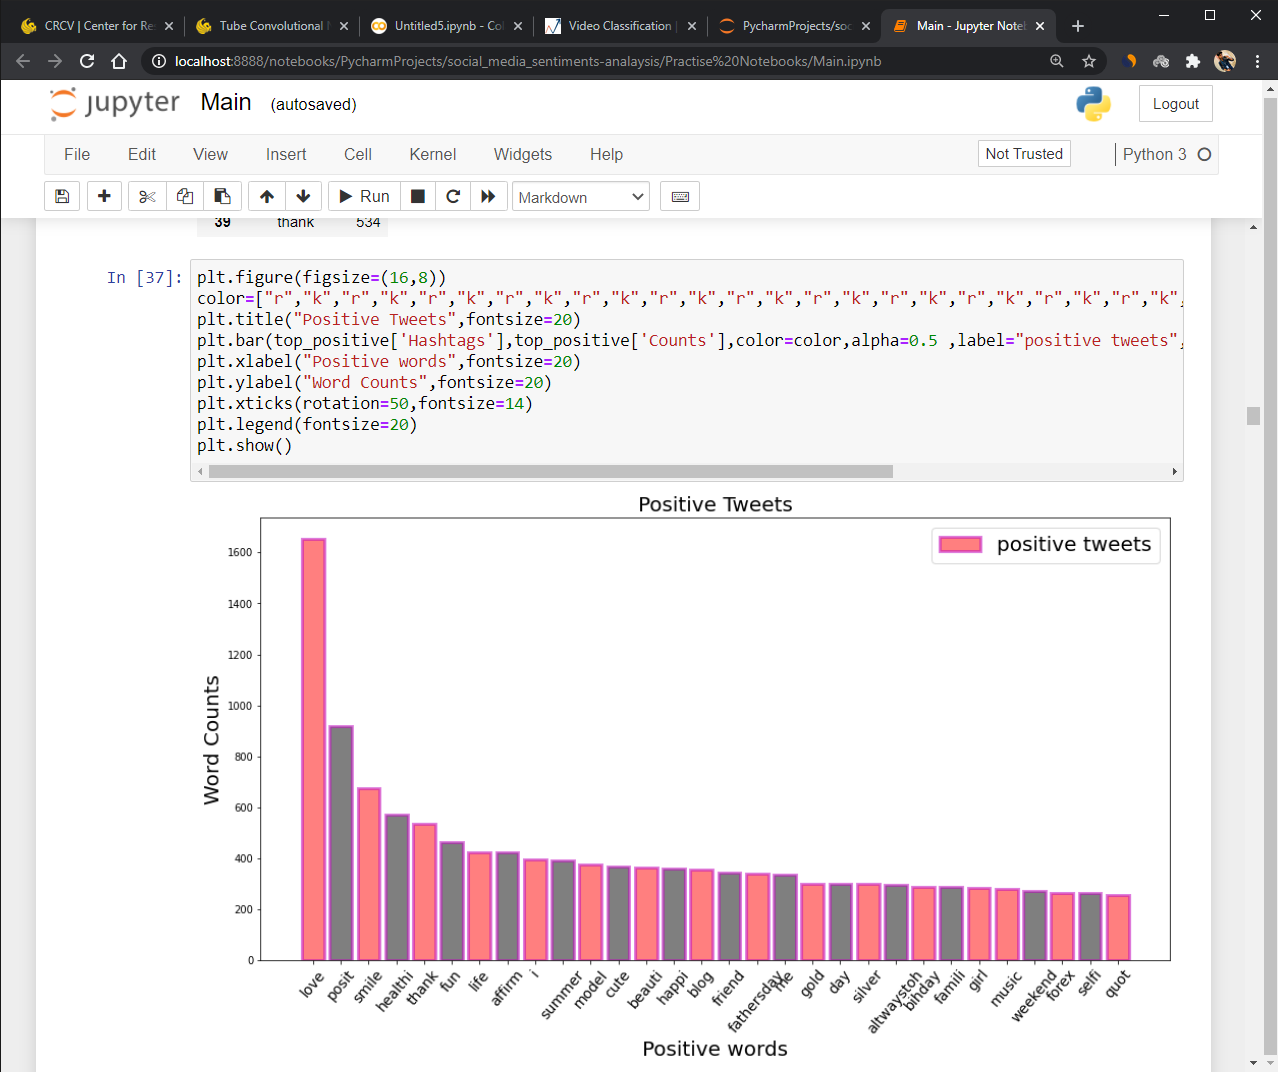 CRCV | Center for Re
Tube Convolutional N
Untitled5.ipynb - Col
Video Classification
PycharmProjects/soc
Main - Jupyter Noteb
localhost:8888/notebooks/PycharmProjects/social_media_sentiments-analaysis/Practise%20Notebooks/Main.ipynb
jupyter Main (autosaved)
Logout
File Edit View Insert Cell Kernel Widgets Help
Not Trusted
Python 3
Run
Markdown
39 thank 534
In [37]:
plt.figure(figsize=(16,8))
color=["r","k","r","k","r","k","r","k","r","k","r","k","r","k","r","k","r","k","r","k","r","k","r","k",
plt.title("Positive Tweets",fontsize=20)
plt.bar(top_positive['Hashtags'],top_positive['Counts'],color=color,alpha=0.5 ,label="positive tweets",
plt.xlabel("Positive words",fontsize=20)
plt.ylabel("Word Counts",fontsize=20)
plt.xticks(rotation=50,fontsize=14)
plt.legend(fontsize=20)
plt.show()
Positive Tweets
positive tweets
Word Counts
1600
1400
1200
1000
800
600
400
200
0
love
posit
smile
healthi
thank
fun
life
affirm
i
summer
model
cute
beauti
happi
blog
friend
fathersday
me
gold
day
silver
altwaystoh
bihday
famili
girl
music
weekend
forex
selfi
quot
Positive words